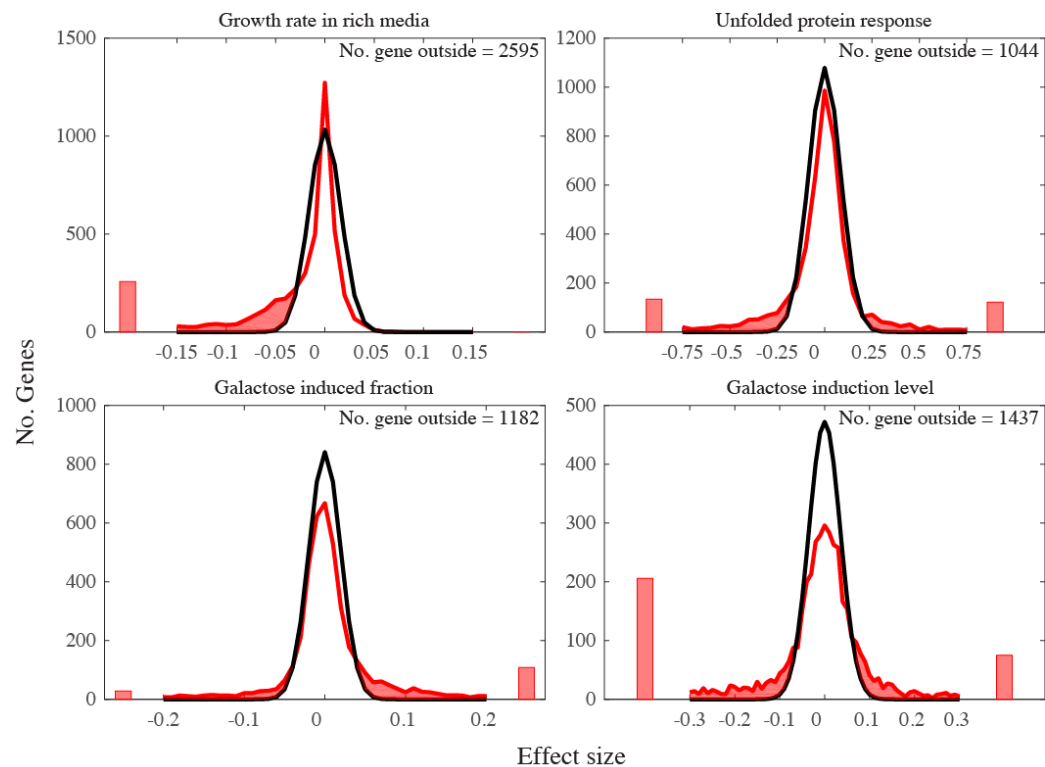 Growth rate in rich media
No. gene outside = 2595
1500
1000
500
0
-0.15 -0.1 -0.05 0 0.05 0.1 0.15
Unfolded protein response
No. gene outside = 1044
1200
1000
800
600
400
200
0
-0.75 -0.5 -0.25 0 0.25 0.5 0.75
No. Genes
Galactose induced fraction
No. gene outside = 1182
1000
800
600
400
200
0
-0.2 -0.1 0 0.1 0.2
Galactose induction level
No. gene outside = 1437
500
400
300
200
100
0
-0.3 -0.2 -0.1 0 0.1 0.2 0.3
Effect size